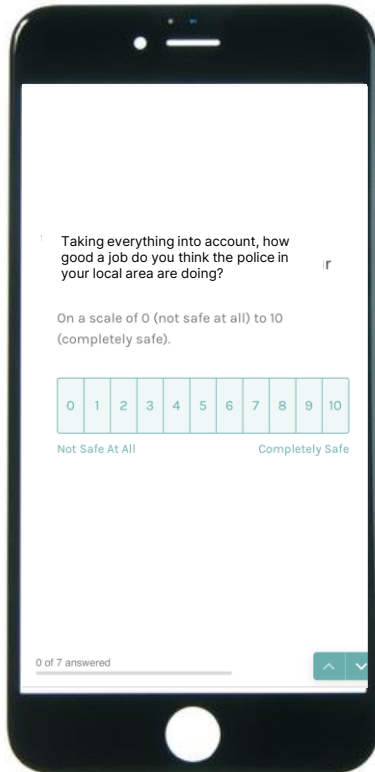 Taking everything into account, how
good a job do you think the police in
your local area are doing?
On a scale of 0 (not safe at all) to 10
(completely safe).
0 1 2 3 4 5 6 7 8 9 10
Not Safe At All Completely Safe
0 of 7 answered